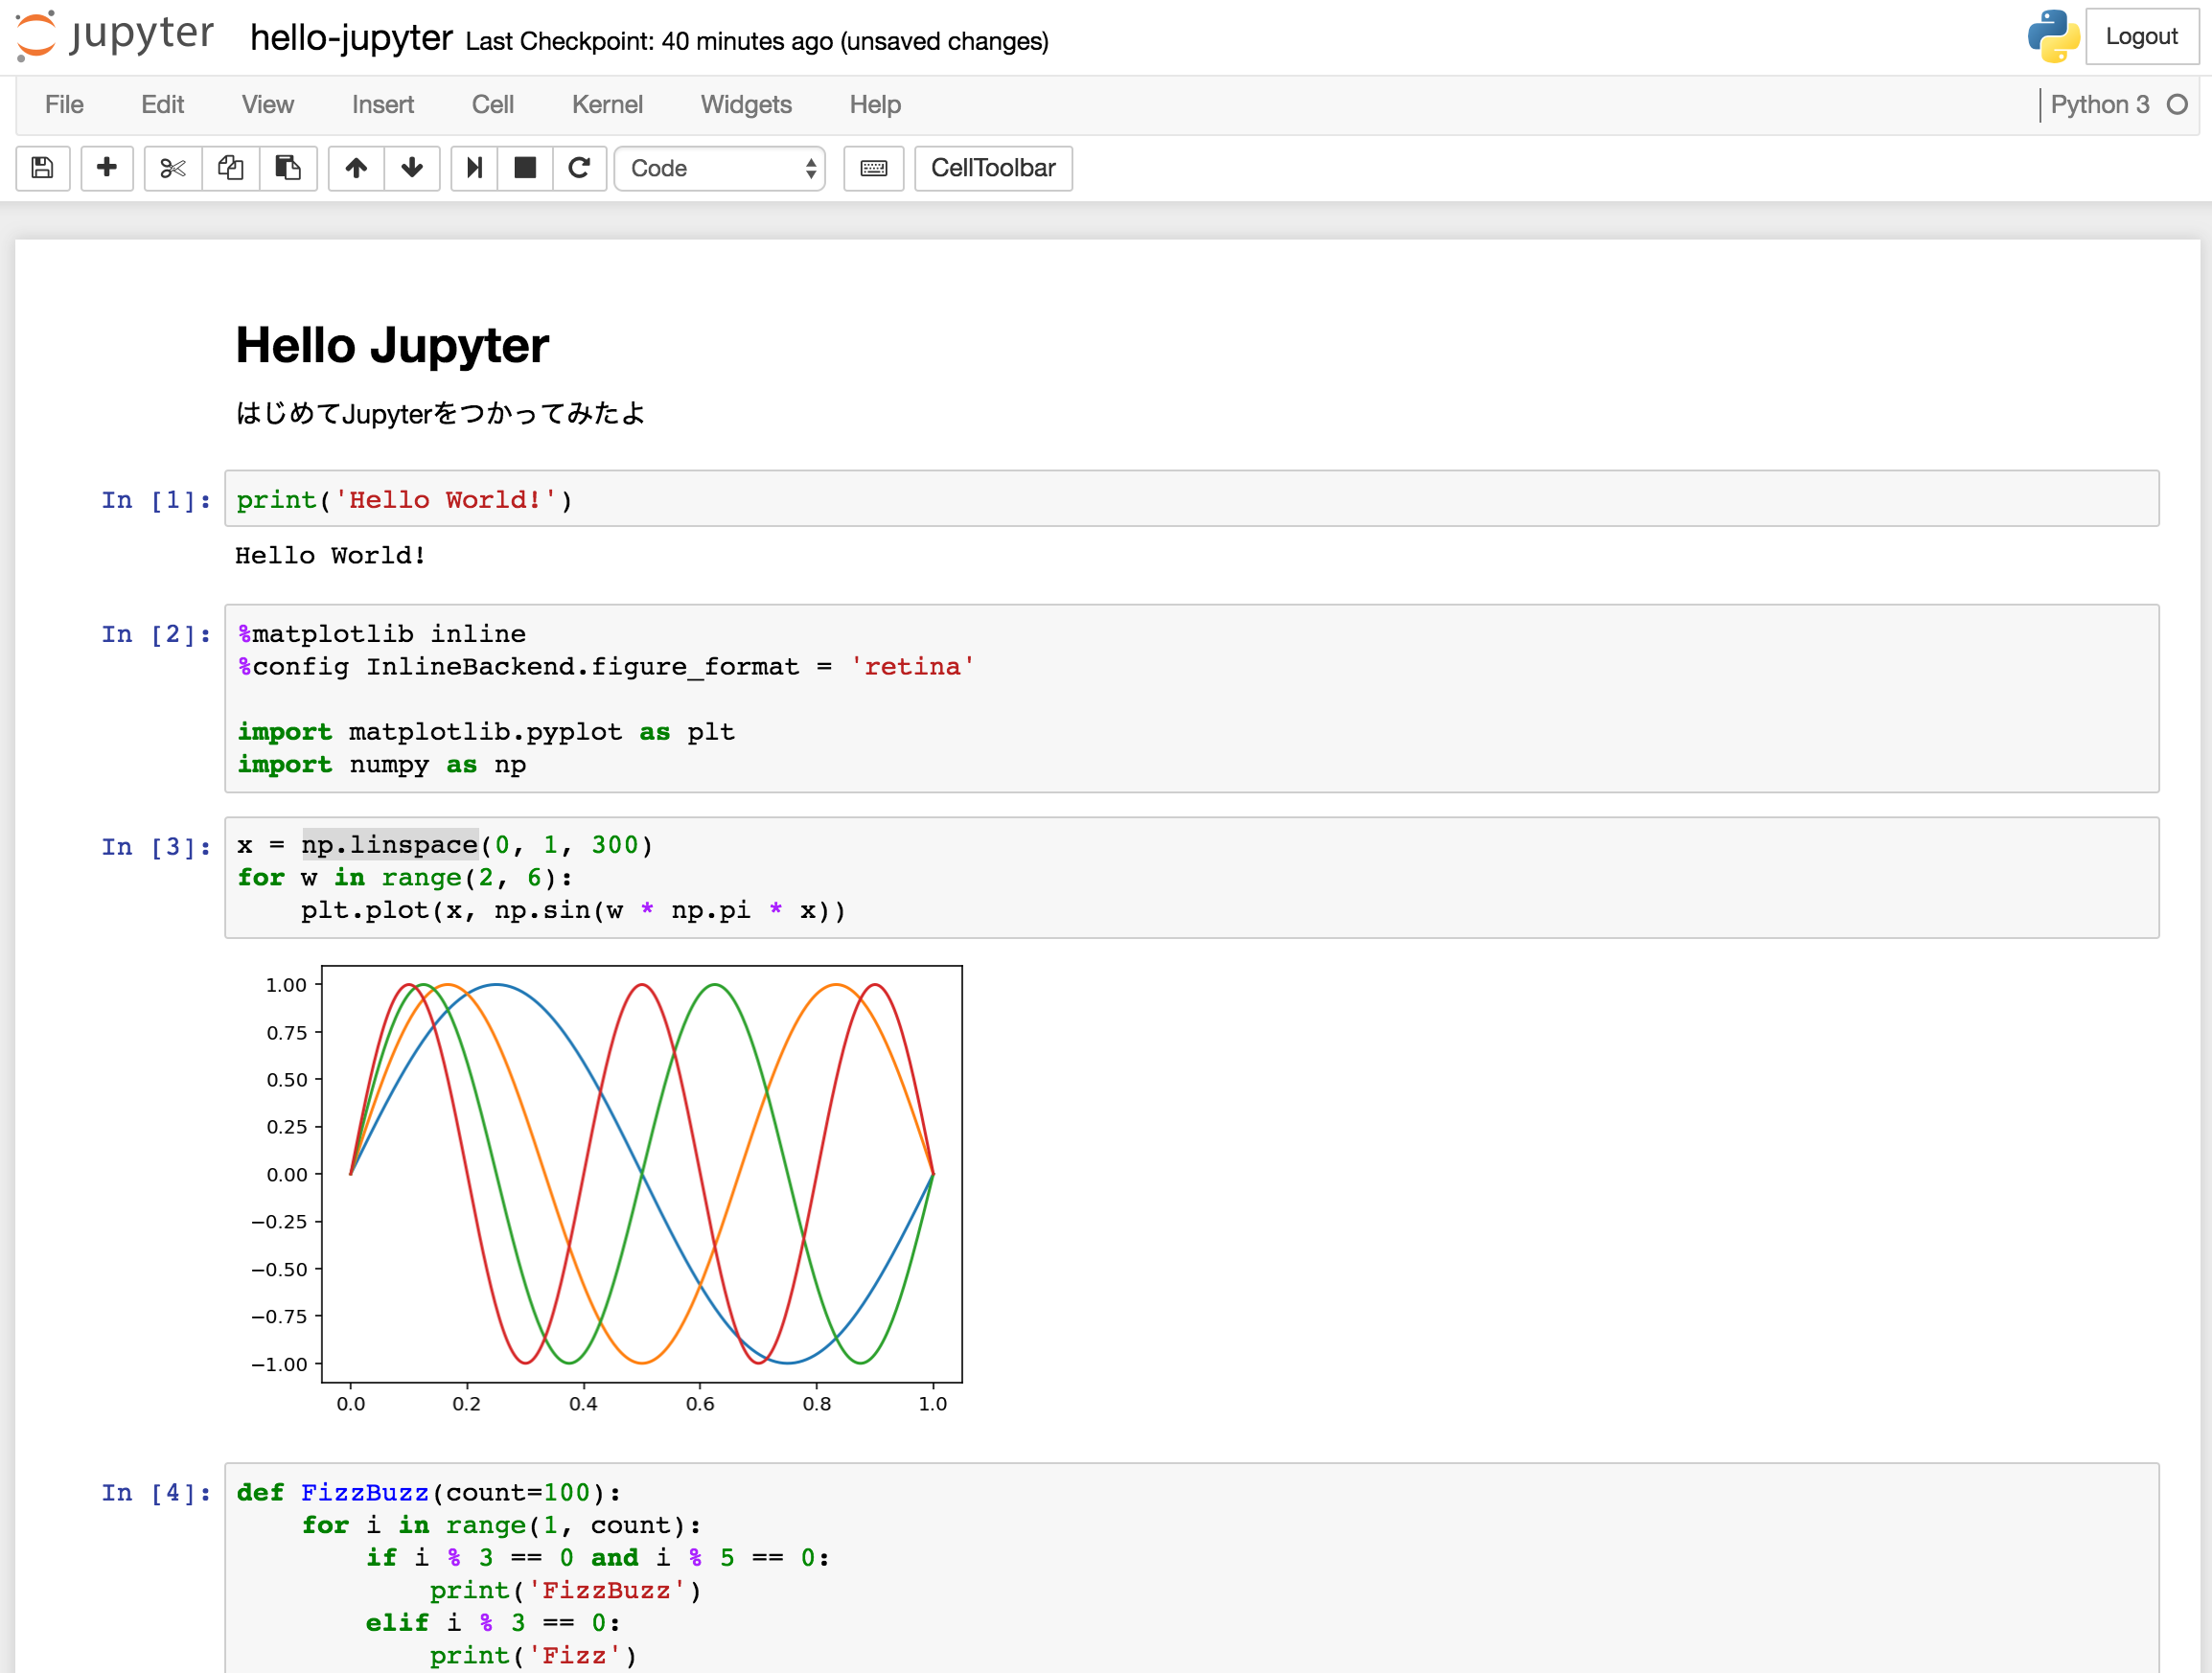 jupyter hello-jupyter Last Checkpoint: 40 minutes ago (unsaved changes) Logout
File Edit View Insert Cell Kernel Widgets Help Python 3
Code CellToolbar
Hello Jupyter
はじめてJupyterをつかってみたよ
In [1]: print('Hello World!')
Hello World!
In [2]: %matplotlib inline
%config InlineBackend.figure_format = 'retina'
import matplotlib.pyplot as plt
import numpy as np
In [3]: x = np.linspace(0, 1, 300)
for w in range(2, 6):
    plt.plot(x, np.sin(w * np.pi * x))
1.00
0.75
0.50
0.25
0.00
−0.25
−0.50
−0.75
−1.00
0.0 0.2 0.4 0.6 0.8 1.0
In [4]: def FizzBuzz(count=100):
    for i in range(1, count):
        if i % 3 == 0 and i % 5 == 0:
            print('FizzBuzz')
        elif i % 3 == 0:
            print('Fizz')